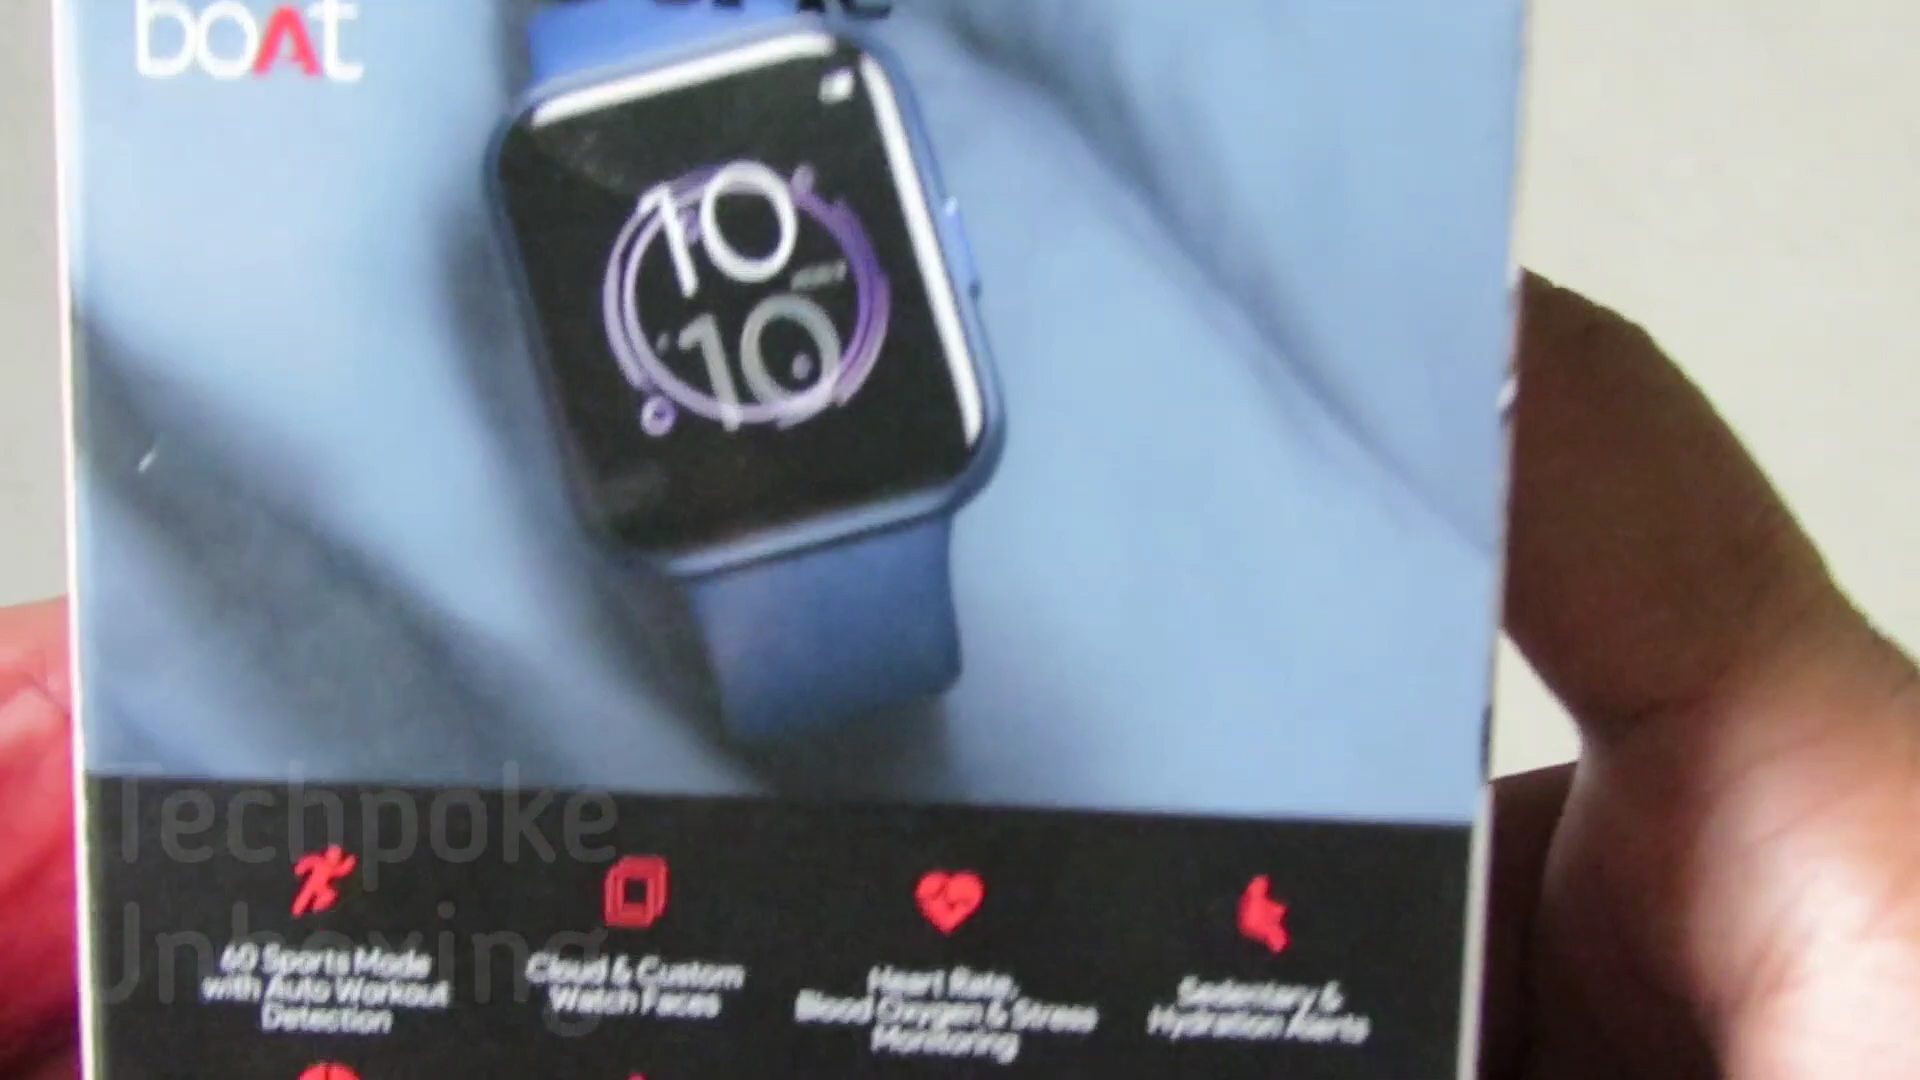 boAt
10
10
Techpoke
Unboxing
60 Sports Mode
with Auto Workout
Detection
Cloud & Custom
Watch Faces
Heart Rate,
Blood Oxygen & Stress
Monitoring
Sedentary &
Hydration Alerts